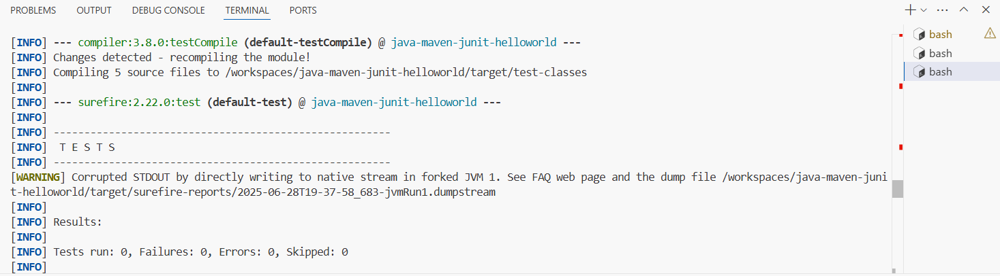 PROBLEMS OUTPUT DEBUG CONSOLE TERMINAL PORTS
[INFO] --- compiler:3.8.0:testCompile (default-testCompile) @ java-maven-junit-helloworld ---
[INFO] Changes detected - recompiling the module!
[INFO] Compiling 5 source files to /workspaces/java-maven-junit-helloworld/target/test-classes
[INFO]
[INFO] --- surefire:2.22.0:test (default-test) @ java-maven-junit-helloworld ---
[INFO]
[INFO] -------------------------------------------------------
[INFO]  T E S T S
[INFO] -------------------------------------------------------
[WARNING] Corrupted STDOUT by directly writing to native stream in forked JVM 1. See FAQ web page and the dump file /workspaces/java-maven-juni
t-helloworld/target/surefire-reports/2025-06-28T19-37-58_683-jvmRun1.dumpstream
[INFO]
[INFO] Results:
[INFO]
[INFO] Tests run: 0, Failures: 0, Errors: 0, Skipped: 0
[INFO]
bash
bash
bash